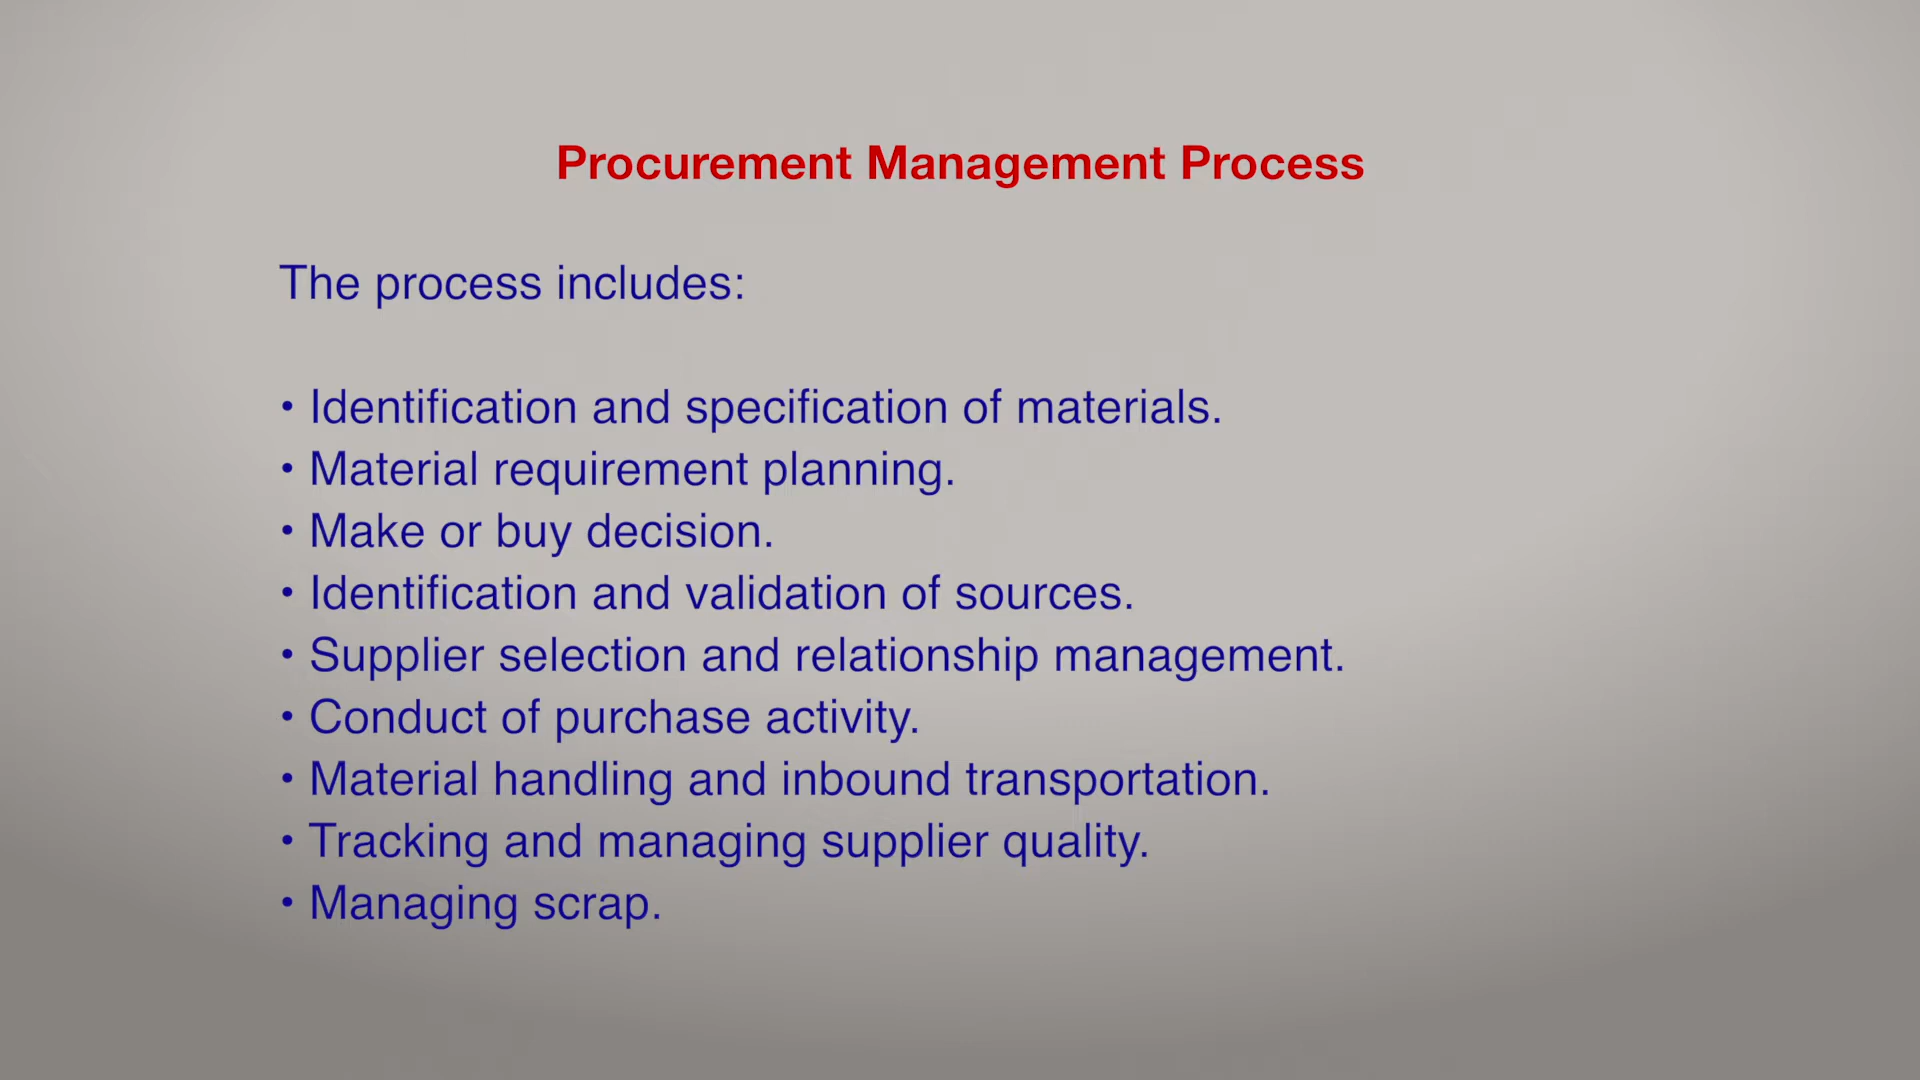 Procurement Management Process
The process includes:
• Identification and specification of materials.
• Material requirement planning.
• Make or buy decision.
• Identification and validation of sources.
• Supplier selection and relationship management.
• Conduct of purchase activity.
• Material handling and inbound transportation.
• Tracking and managing supplier quality.
• Managing scrap.